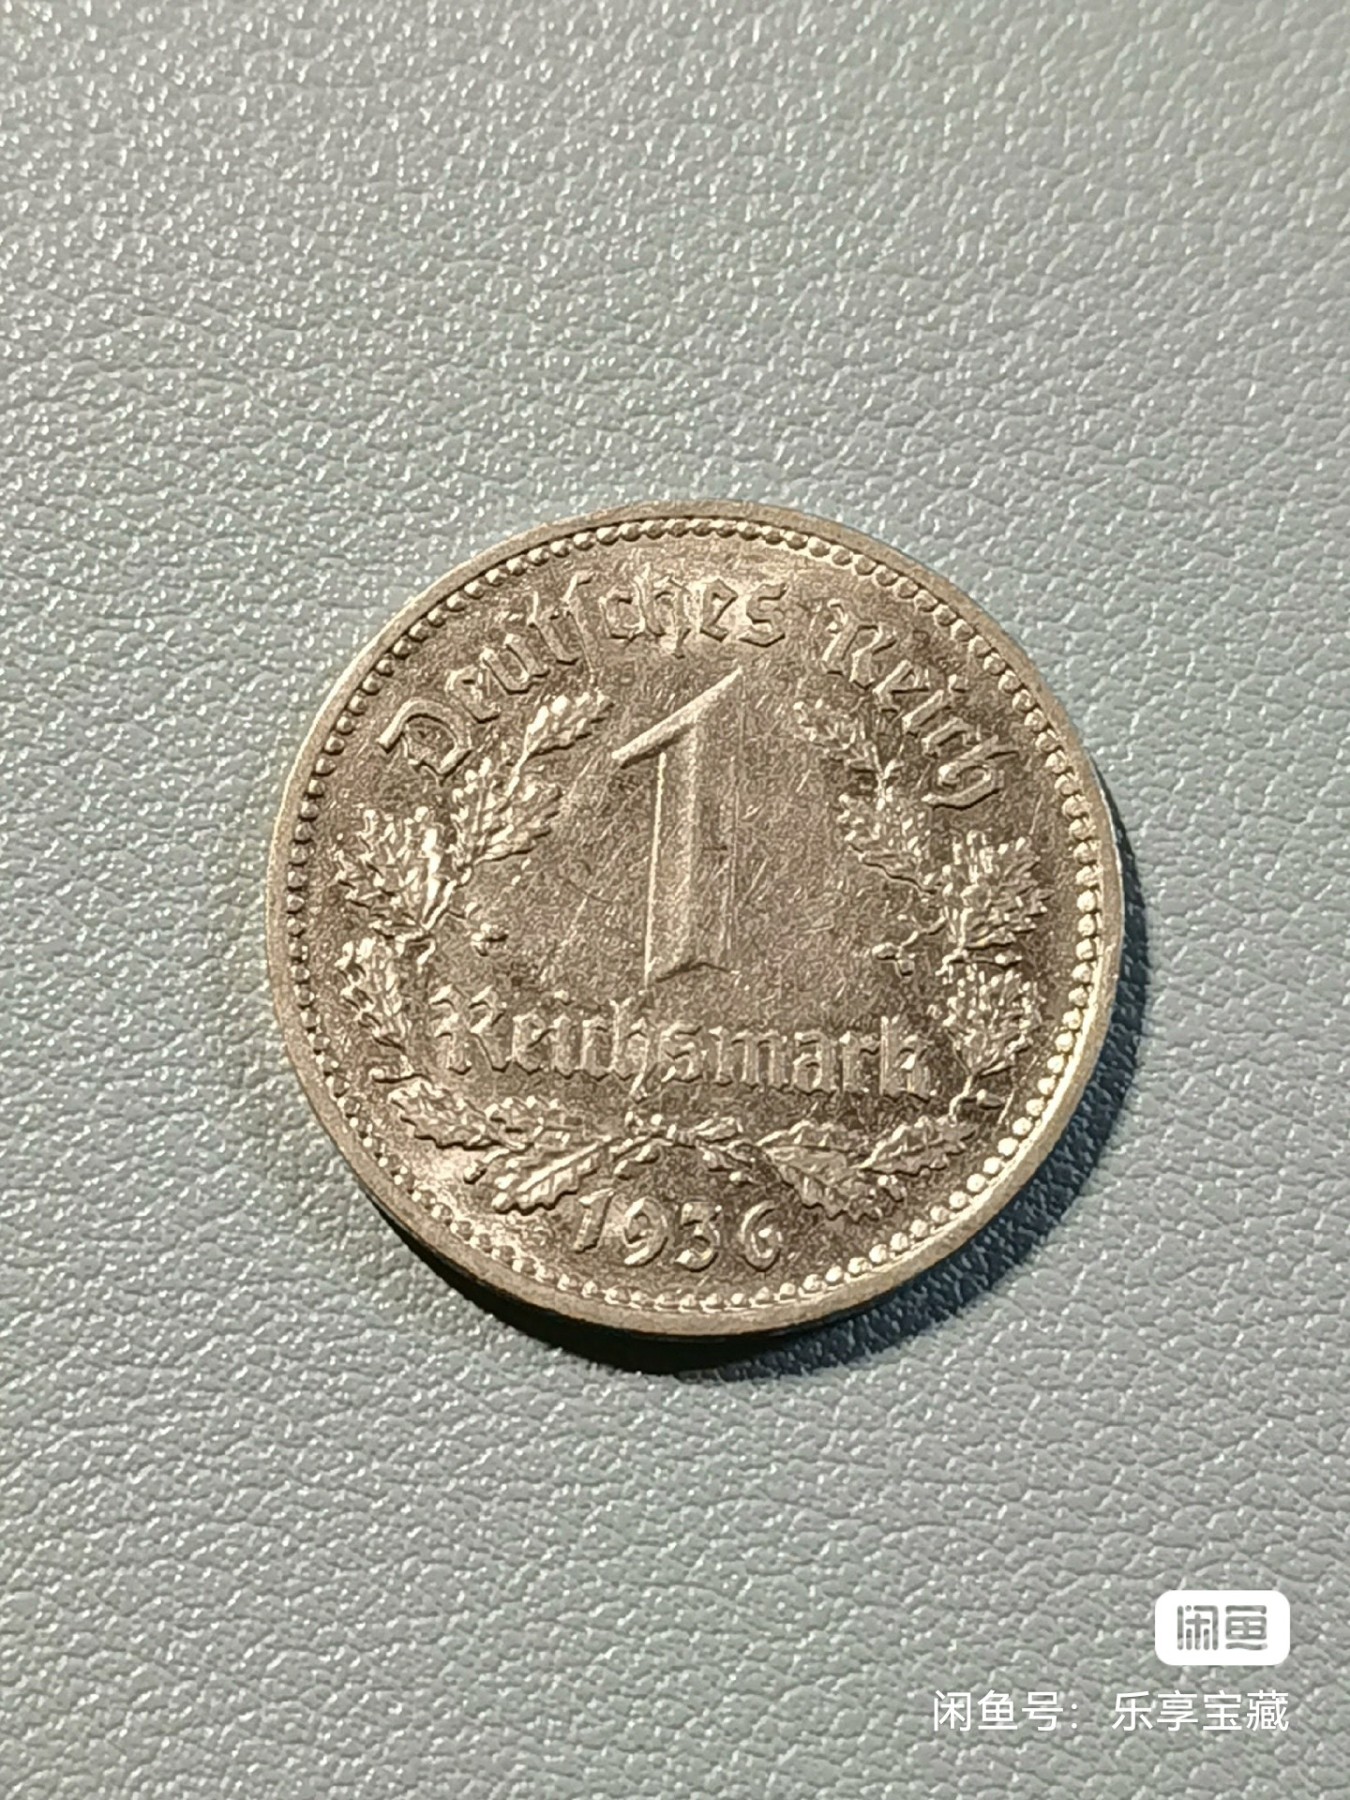 Deutsches Reich
1
Reichsmark
1936
闲鱼
闲鱼号：乐享宝藏